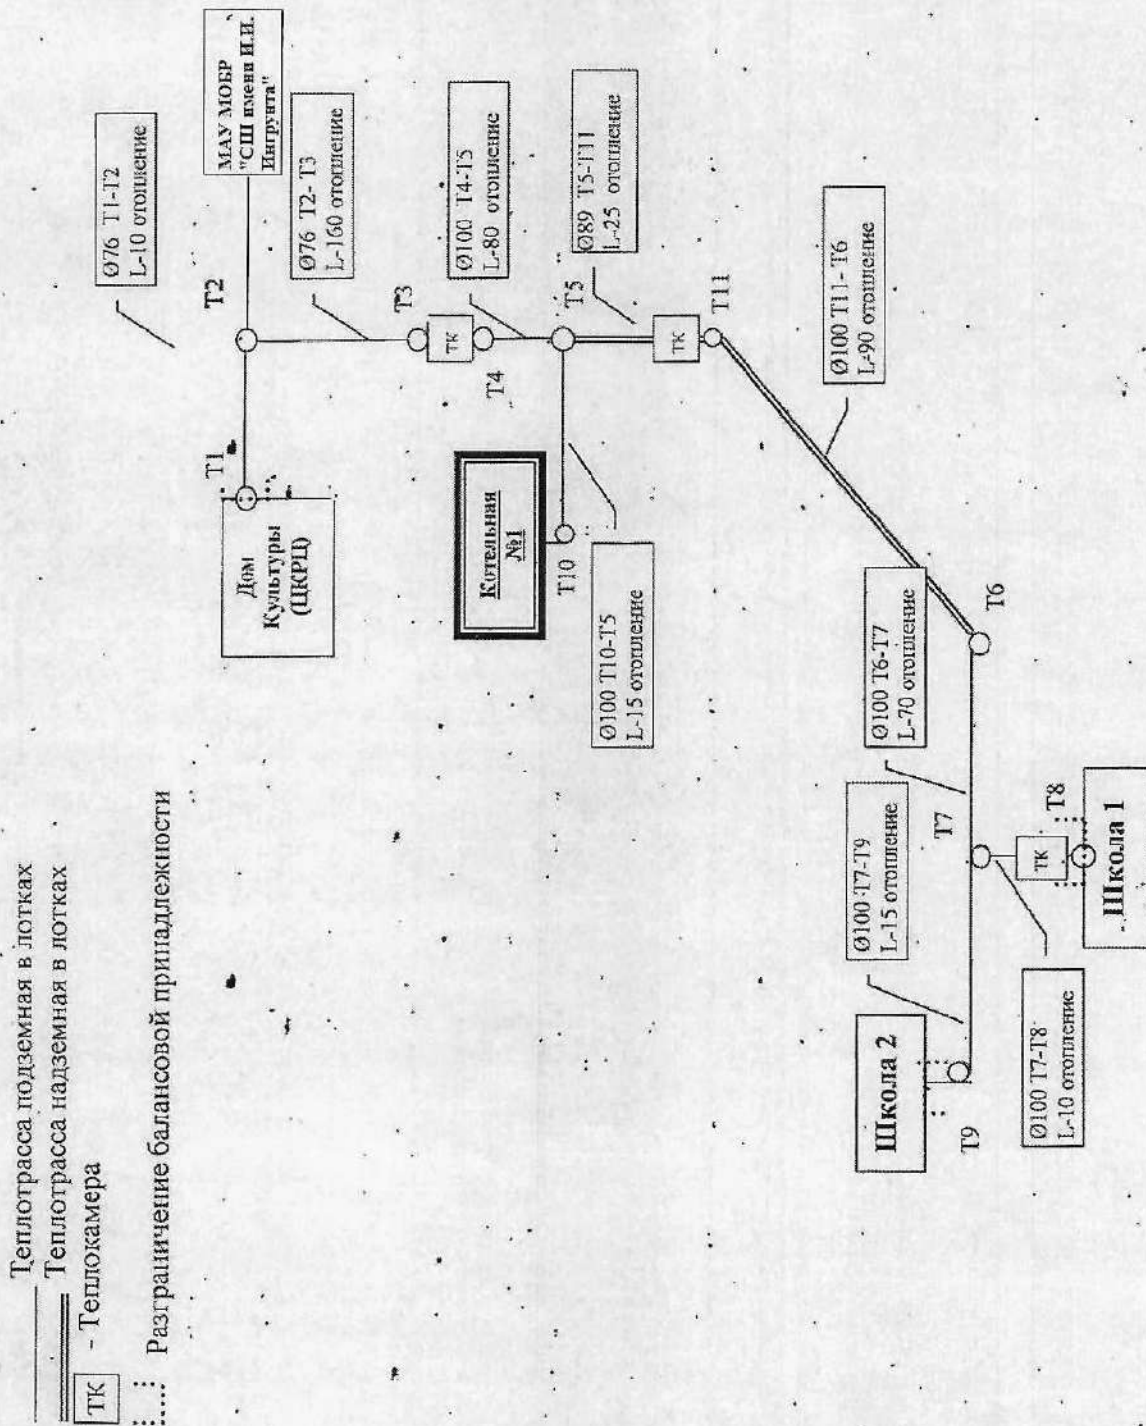 Теплотрасса подземная в лотках
Теплотрасса надземная в лотках
ТК - Теплокамера
Разграничение балансовой принадлежности
Ø76 Т1-Т2
L-10 отопление
МАУ МОБР
"СШ имени И.И.
Ингрунта"
Ø76 Т2- Т3
L-160 отопление
Ø100 Т4-Т5
L-80 отопление
Ø89 Т5-Т11
L-25 отопление
Т2
Т3
Т5
Т11
ТК
ТК
Т4
Ø100 Т11- Т6
L-90 отопление
Т1
Дом
Культуры
(ЦКРЦ)
Котельная
№1
Т10
Ø100 Т10-Т5
L-15 отопление
Т6
Ø100 Т6-Т7
L-70 отопление
Ø100 Т7-Т9
L-15 отопление
Т7
Т8
ТК
Школа 1
Школа 2
Т9
Ø100 Т7-Т8
L-10 отопление